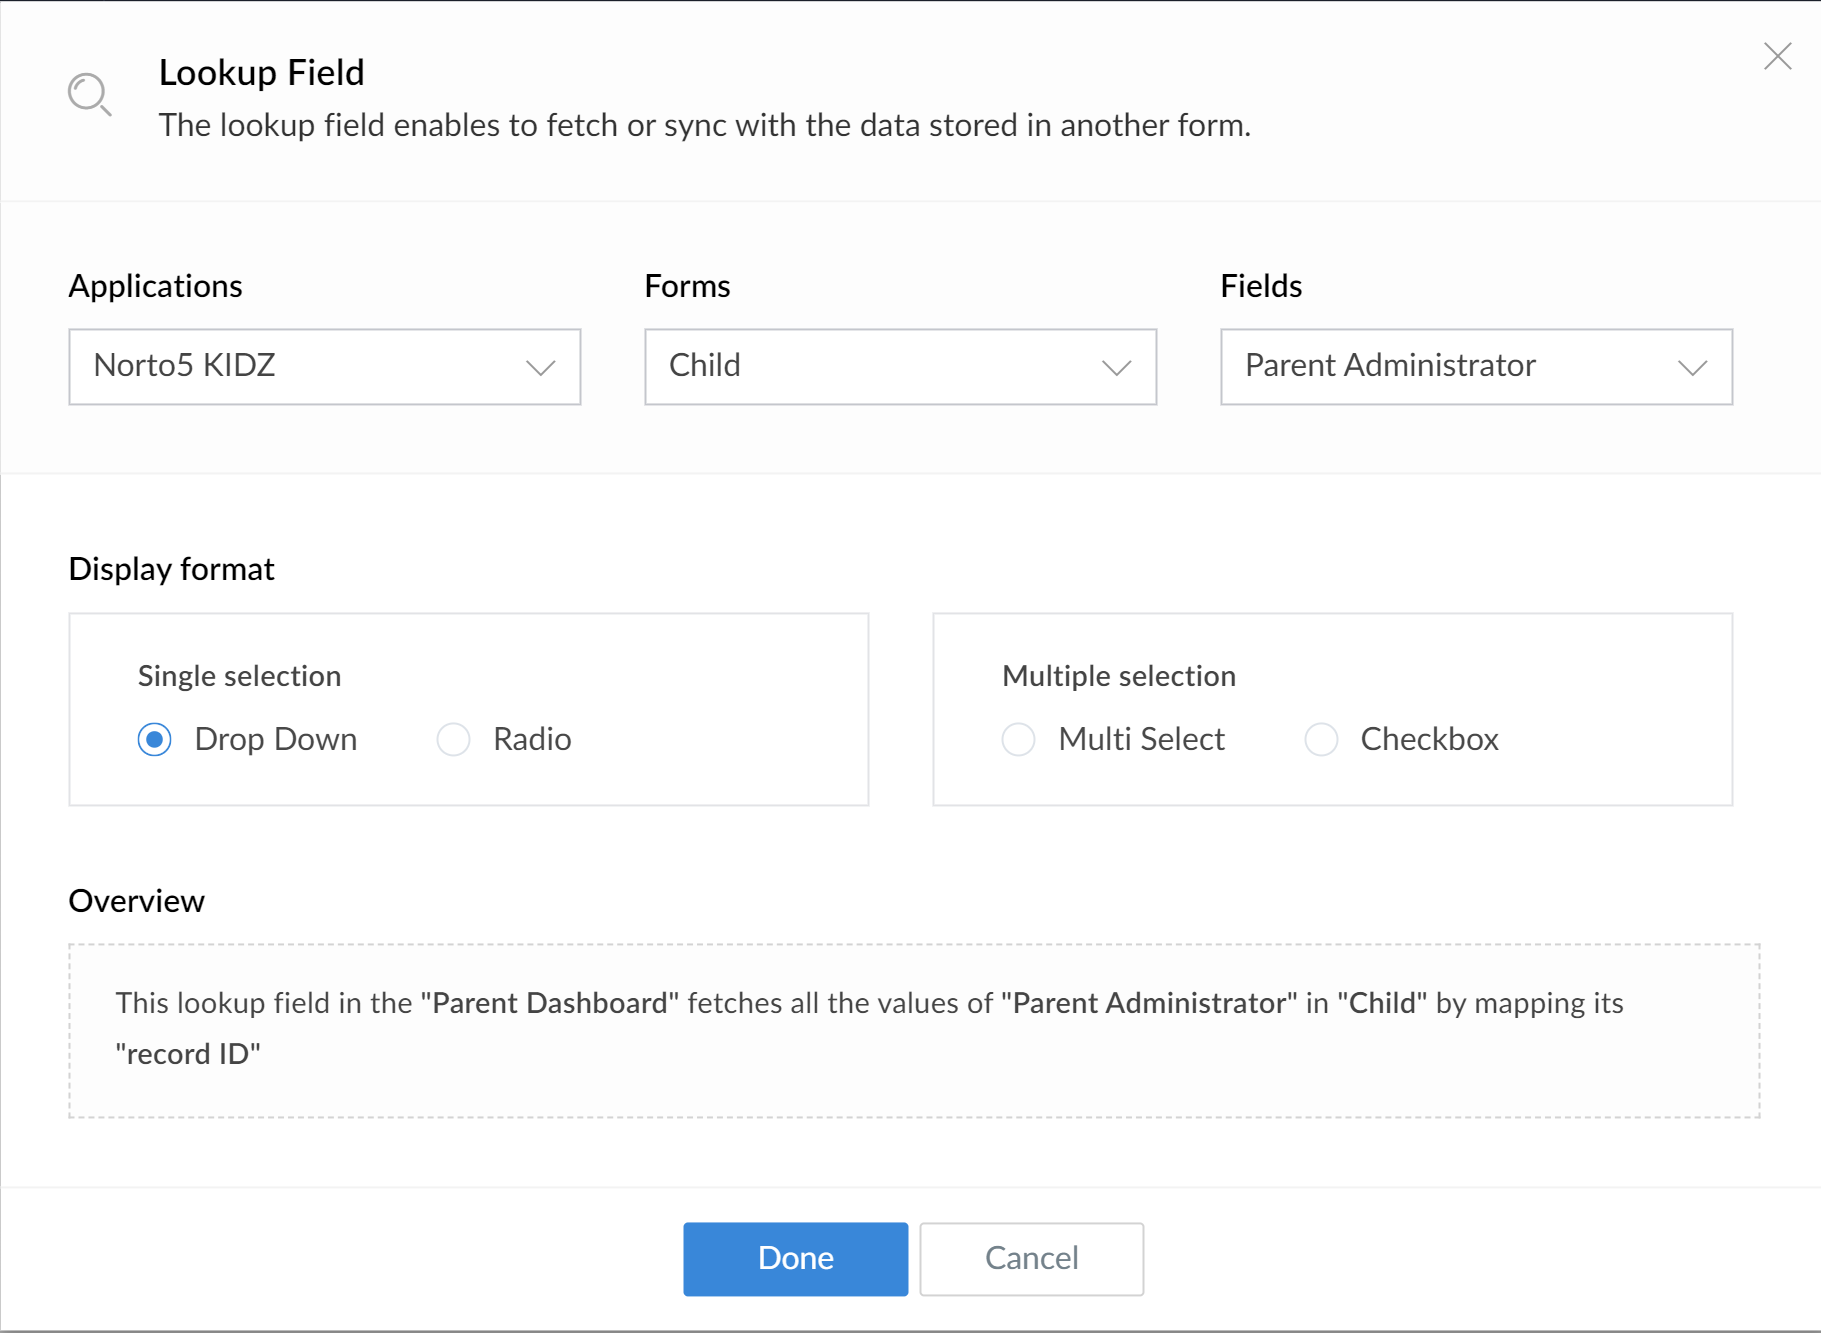 Lookup Field
The lookup field enables to fetch or sync with the data stored in another form.
Applications
Forms
Fields
Norto5 KIDZ
Child
Parent Administrator
Display format
Single selection
Multiple selection
Drop Down
Radio
Multi Select
Checkbox
Overview
This lookup field in the "Parent Dashboard" fetches all the values of "Parent Administrator" in "Child" by mapping its
"record ID"
Done
Cancel